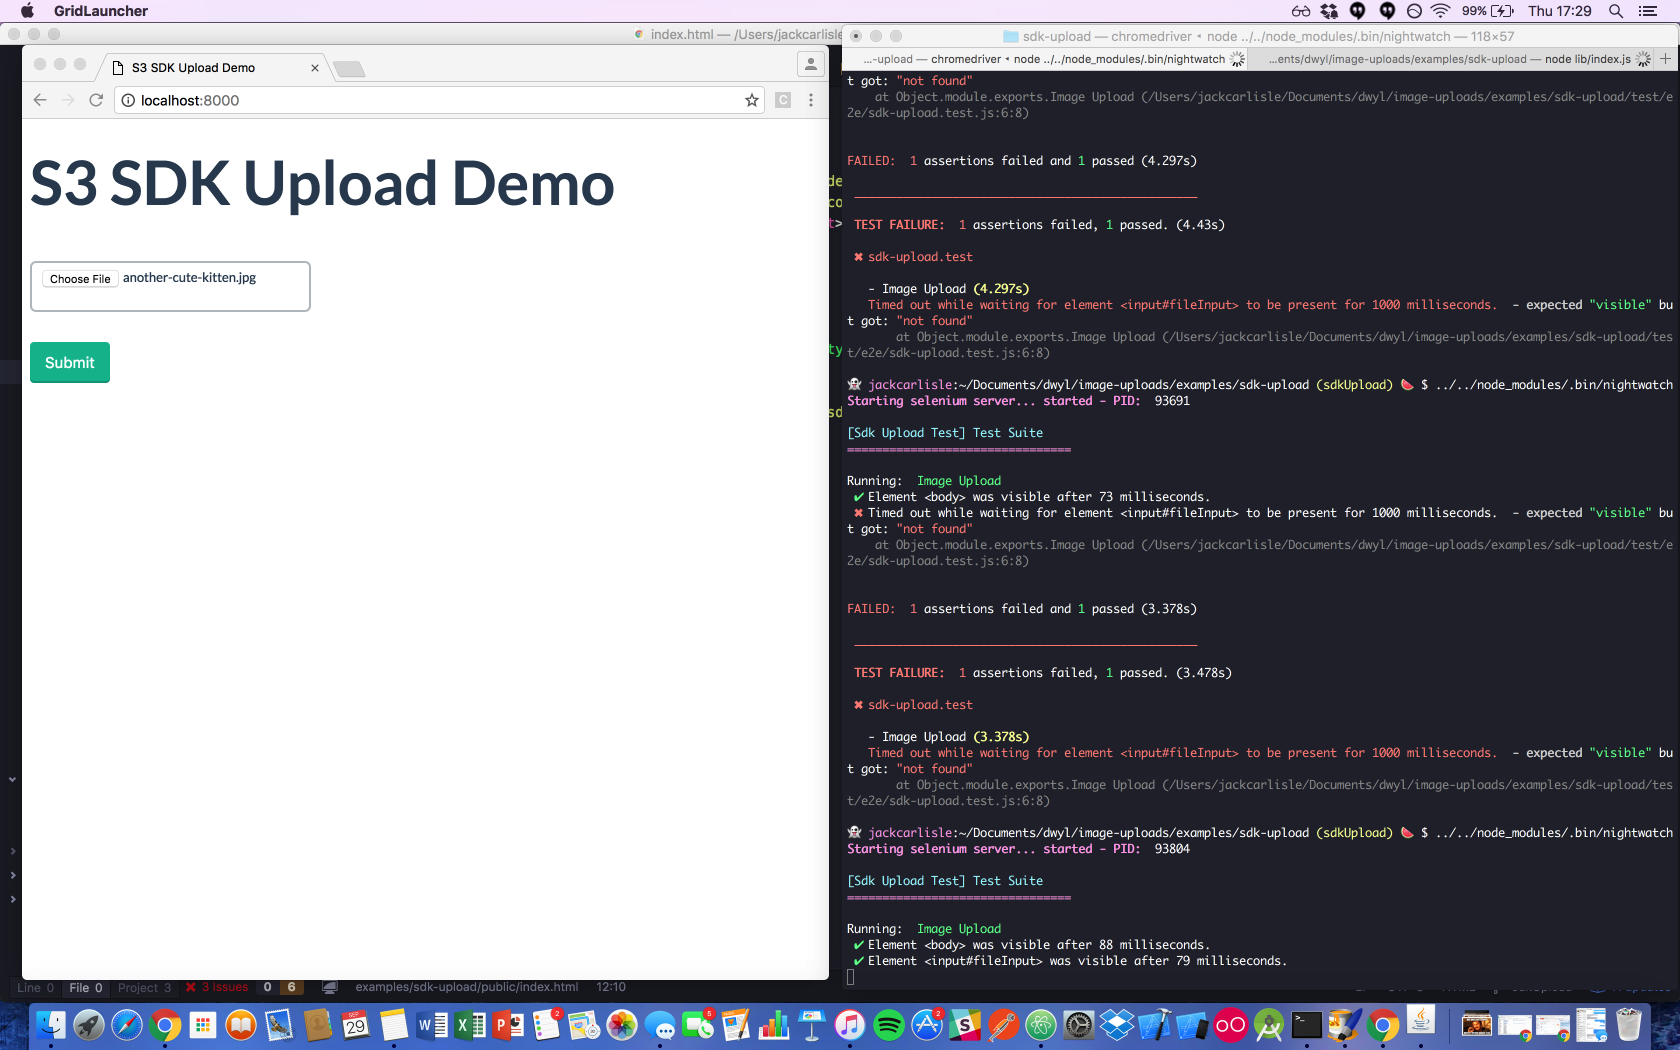 GridLauncher
99%
Thu 17:29
index.html — /Users/jackcarlisle
S3 SDK Upload Demo
localhost:8000
C
S3 SDK Upload Demo
Choose File another-cute-kitten.jpg
Submit
de
co
t>
ty
sd
sdk-upload — chromedriver • node ../../node_modules/.bin/nightwatch — 118×57
...-upload — chromedriver • node ../../node_modules/.bin/nightwatch
...ents/dwyl/image-uploads/examples/sdk-upload — node lib/index.js
t got: "not found"
at Object.module.exports.Image Upload (/Users/jackcarlisle/Documents/dwyl/image-uploads/examples/sdk-upload/test/e
2e/sdk-upload.test.js:6:8)
FAILED: 1 assertions failed and 1 passed (4.297s)
TEST FAILURE: 1 assertions failed, 1 passed. (4.43s)
✖ sdk-upload.test
- Image Upload (4.297s)
Timed out while waiting for element <input#fileInput> to be present for 1000 milliseconds. - expected "visible" bu
t got: "not found"
at Object.module.exports.Image Upload (/Users/jackcarlisle/Documents/dwyl/image-uploads/examples/sdk-upload/tes
t/e2e/sdk-upload.test.js:6:8)
👻 jackcarlisle:~/Documents/dwyl/image-uploads/examples/sdk-upload (sdkUpload) 🍉 $ ../../node_modules/.bin/nightwatch
Starting selenium server... started - PID: 93691
[Sdk Upload Test] Test Suite
================================
Running: Image Upload
✔ Element <body> was visible after 73 milliseconds.
✖ Timed out while waiting for element <input#fileInput> to be present for 1000 milliseconds. - expected "visible" bu
t got: "not found"
at Object.module.exports.Image Upload (/Users/jackcarlisle/Documents/dwyl/image-uploads/examples/sdk-upload/test/e
2e/sdk-upload.test.js:6:8)
FAILED: 1 assertions failed and 1 passed (3.378s)
TEST FAILURE: 1 assertions failed, 1 passed. (3.478s)
✖ sdk-upload.test
- Image Upload (3.378s)
Timed out while waiting for element <input#fileInput> to be present for 1000 milliseconds. - expected "visible" bu
t got: "not found"
at Object.module.exports.Image Upload (/Users/jackcarlisle/Documents/dwyl/image-uploads/examples/sdk-upload/tes
t/e2e/sdk-upload.test.js:6:8)
👻 jackcarlisle:~/Documents/dwyl/image-uploads/examples/sdk-upload (sdkUpload) 🍉 $ ../../node_modules/.bin/nightwatch
Starting selenium server... started - PID: 93804
[Sdk Upload Test] Test Suite
================================
Running: Image Upload
✔ Element <body> was visible after 88 milliseconds.
✔ Element <input#fileInput> was visible after 79 milliseconds.
Line 0 File 0 Project 3 ✖ 3 Issues 0 6 examples/sdk-upload/public/index.html 12:10